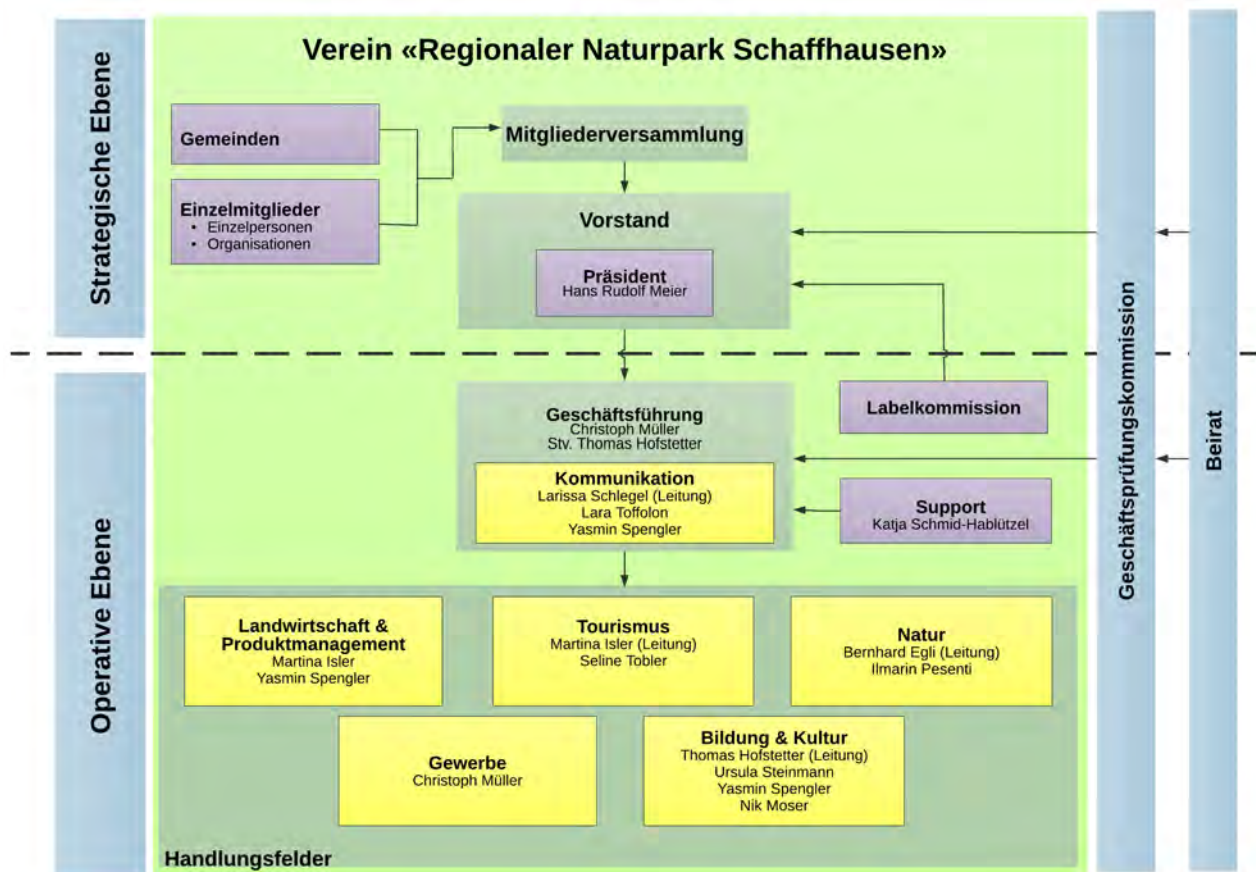 Verein «Regionaler Naturpark Schaffhausen»
Strategische Ebene
Gemeinden
Einzelmitglieder
• Einzelpersonen
• Organisationen
Mitgliederversammlung
Vorstand
Präsident
Hans Rudolf Meier
Geschäftsprüfungskommission
Beirat
Operative Ebene
Geschäftsführung
Christoph Müller
Stv. Thomas Hofstetter
Labelkommission
Kommunikation
Larissa Schlegel (Leitung)
Lara Toffolon
Yasmin Spengler
Support
Katja Schmid-Hablützel
Landwirtschaft &
Produktmanagement
Martina Isler
Yasmin Spengler
Tourismus
Martina Isler (Leitung)
Seline Tobler
Natur
Bernhard Egli (Leitung)
Ilmarin Pesenti
Gewerbe
Christoph Müller
Bildung & Kultur
Thomas Hofstetter (Leitung)
Ursula Steinmann
Yasmin Spengler
Nik Moser
Handlungsfelder